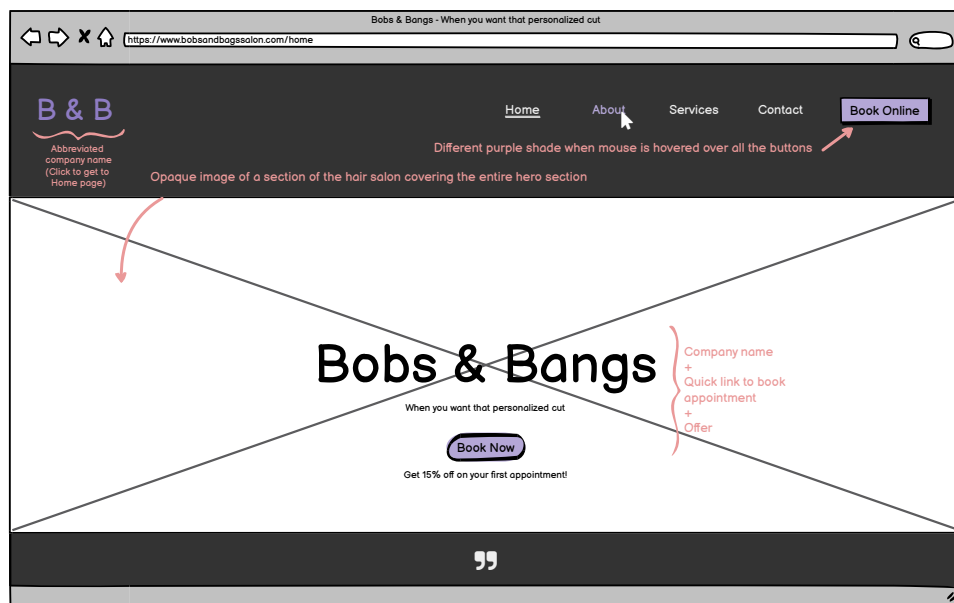 Bobs & Bangs - When you want that personalized cut
https://www.bobsandbagssalon.com/home
B & B
Home About Services Contact Book Online
Abbreviated
company name
(Click to get to
Home page)
Different purple shade when mouse is hovered over all the buttons
Opaque image of a section of the hair salon covering the entire hero section
Bobs & Bangs
When you want that personalized cut
Book Now
Get 15% off on your first appointment!
Company name
+
Quick link to book
appointment
+
Offer